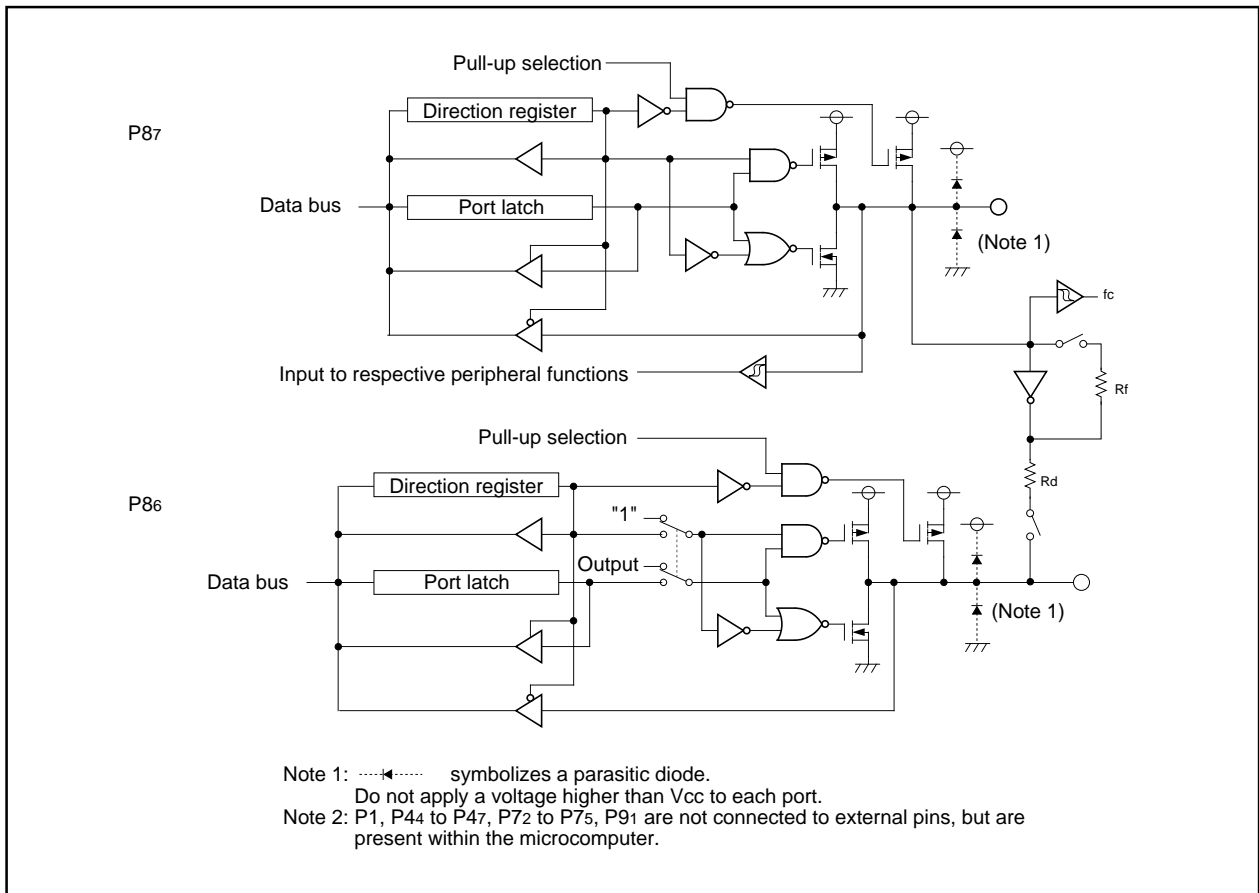 Pull-up selection
Direction register
P87
Data bus
Port latch
(Note 1)
fc
Input to respective peripheral functions
Rf
Pull-up selection
Direction register
Rd
P86
"1"
Output
Data bus
Port latch
(Note 1)
Note 1: symbolizes a parasitic diode.
Do not apply a voltage higher than Vcc to each port.
Note 2: P1, P44 to P47, P72 to P75, P91 are not connected to external pins, but are
present within the microcomputer.